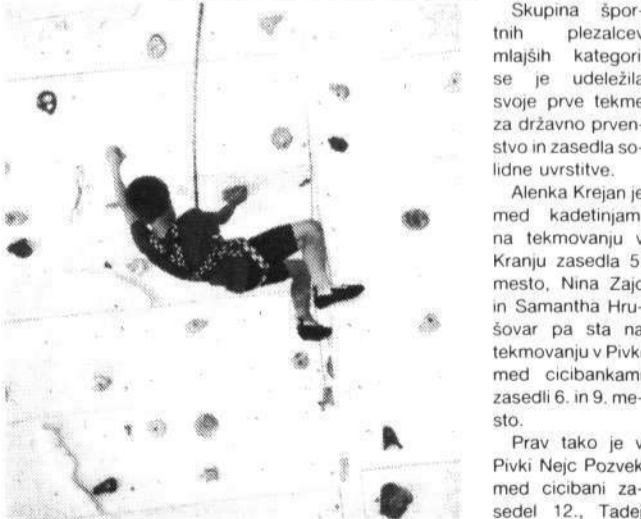 Skupina špor-
tnih plezalcev
mlajših kategori
se je udeležila
svoje prve tekme
za državno prven-
stvo in zasedla so-
lidne uvrstitve.
Alenka Krejan je
med kadetinjam
na tekmovanju v
Kranju zasedla 5
mesto, Nina Zajc
in Samantha Hru-
šovar pa sta na
tekmovanju v Pivki
med cicibankami
zasedli 6. in 9. me-
sto.
Prav tako je v
Pivki Nejc Pozvek
med cicibani za-
sedel 12., Tadej